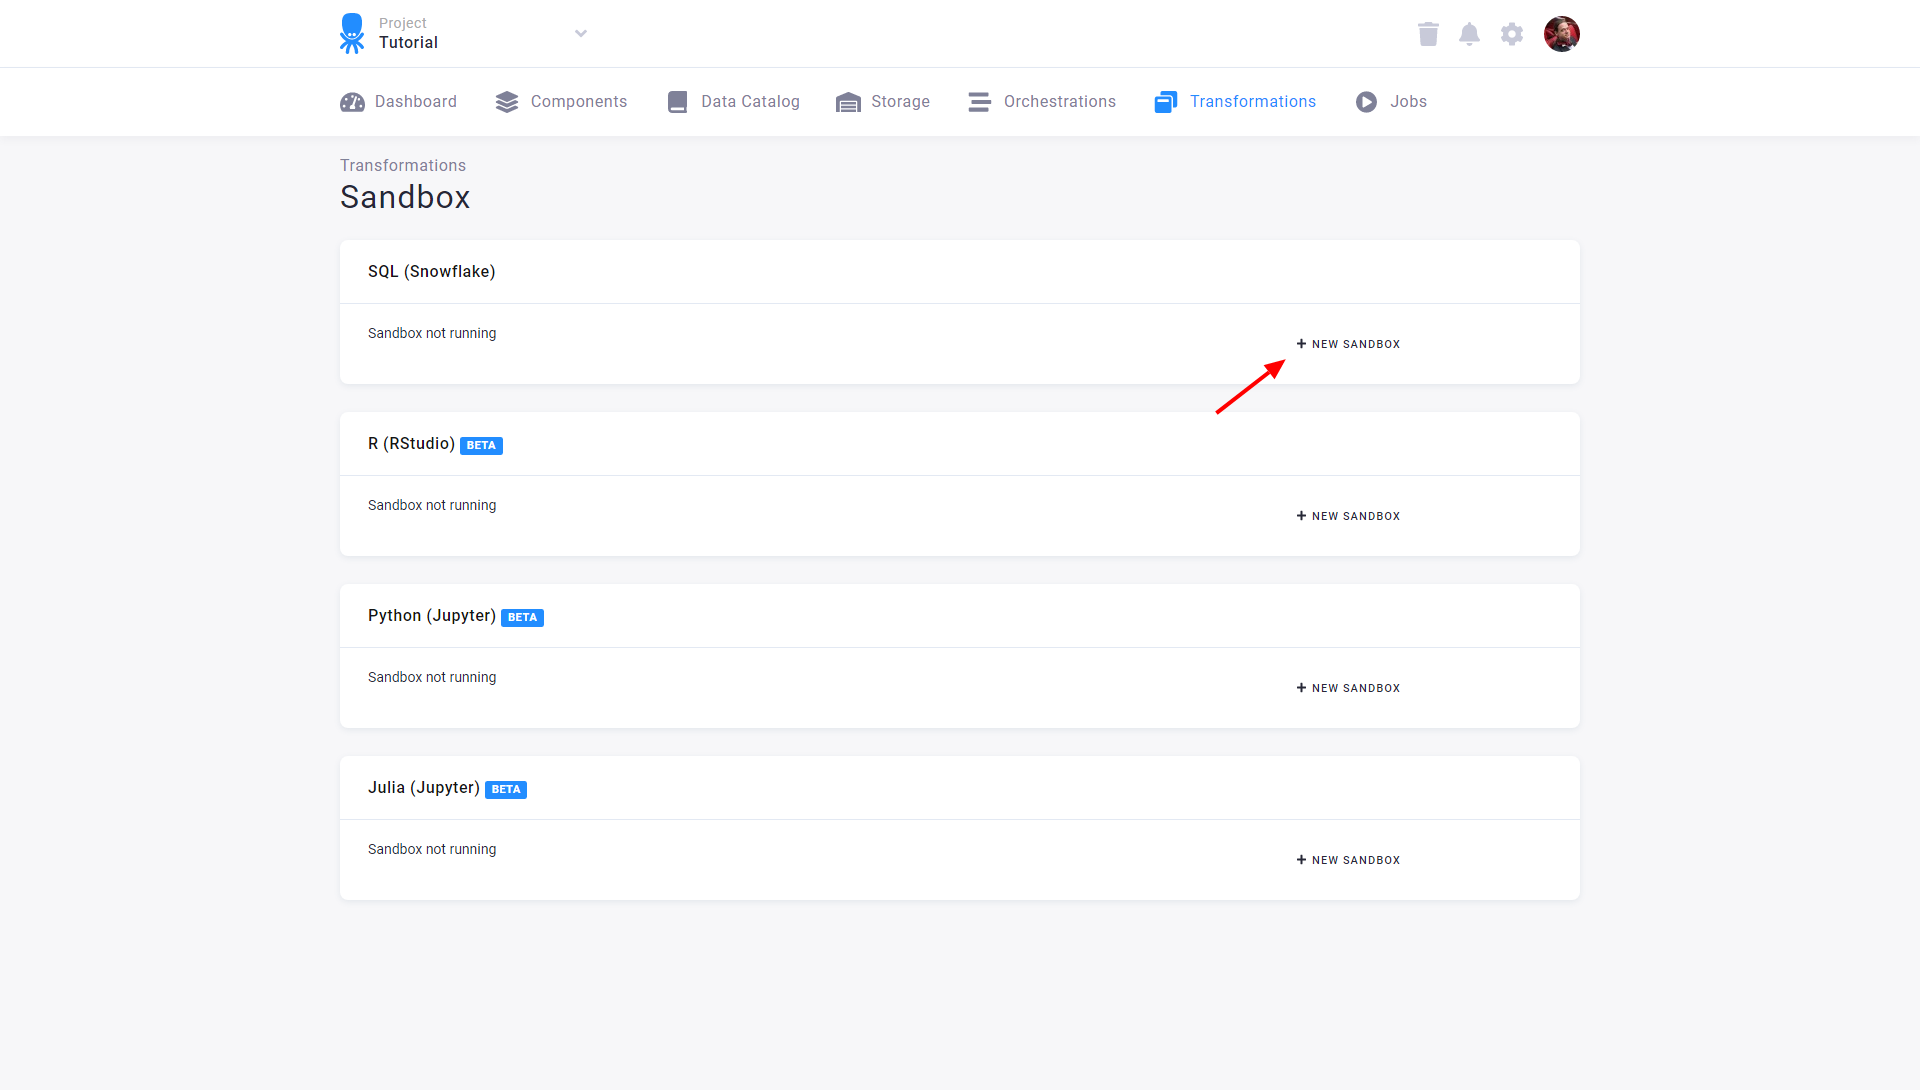 Project
Tutorial
Dashboard Components Data Catalog Storage Orchestrations Transformations Jobs
Transformations
Sandbox
SQL (Snowflake)
Sandbox not running
+ NEW SANDBOX
R (RStudio) BETA
Sandbox not running
+ NEW SANDBOX
Python (Jupyter) BETA
Sandbox not running
+ NEW SANDBOX
Julia (Jupyter) BETA
Sandbox not running
+ NEW SANDBOX